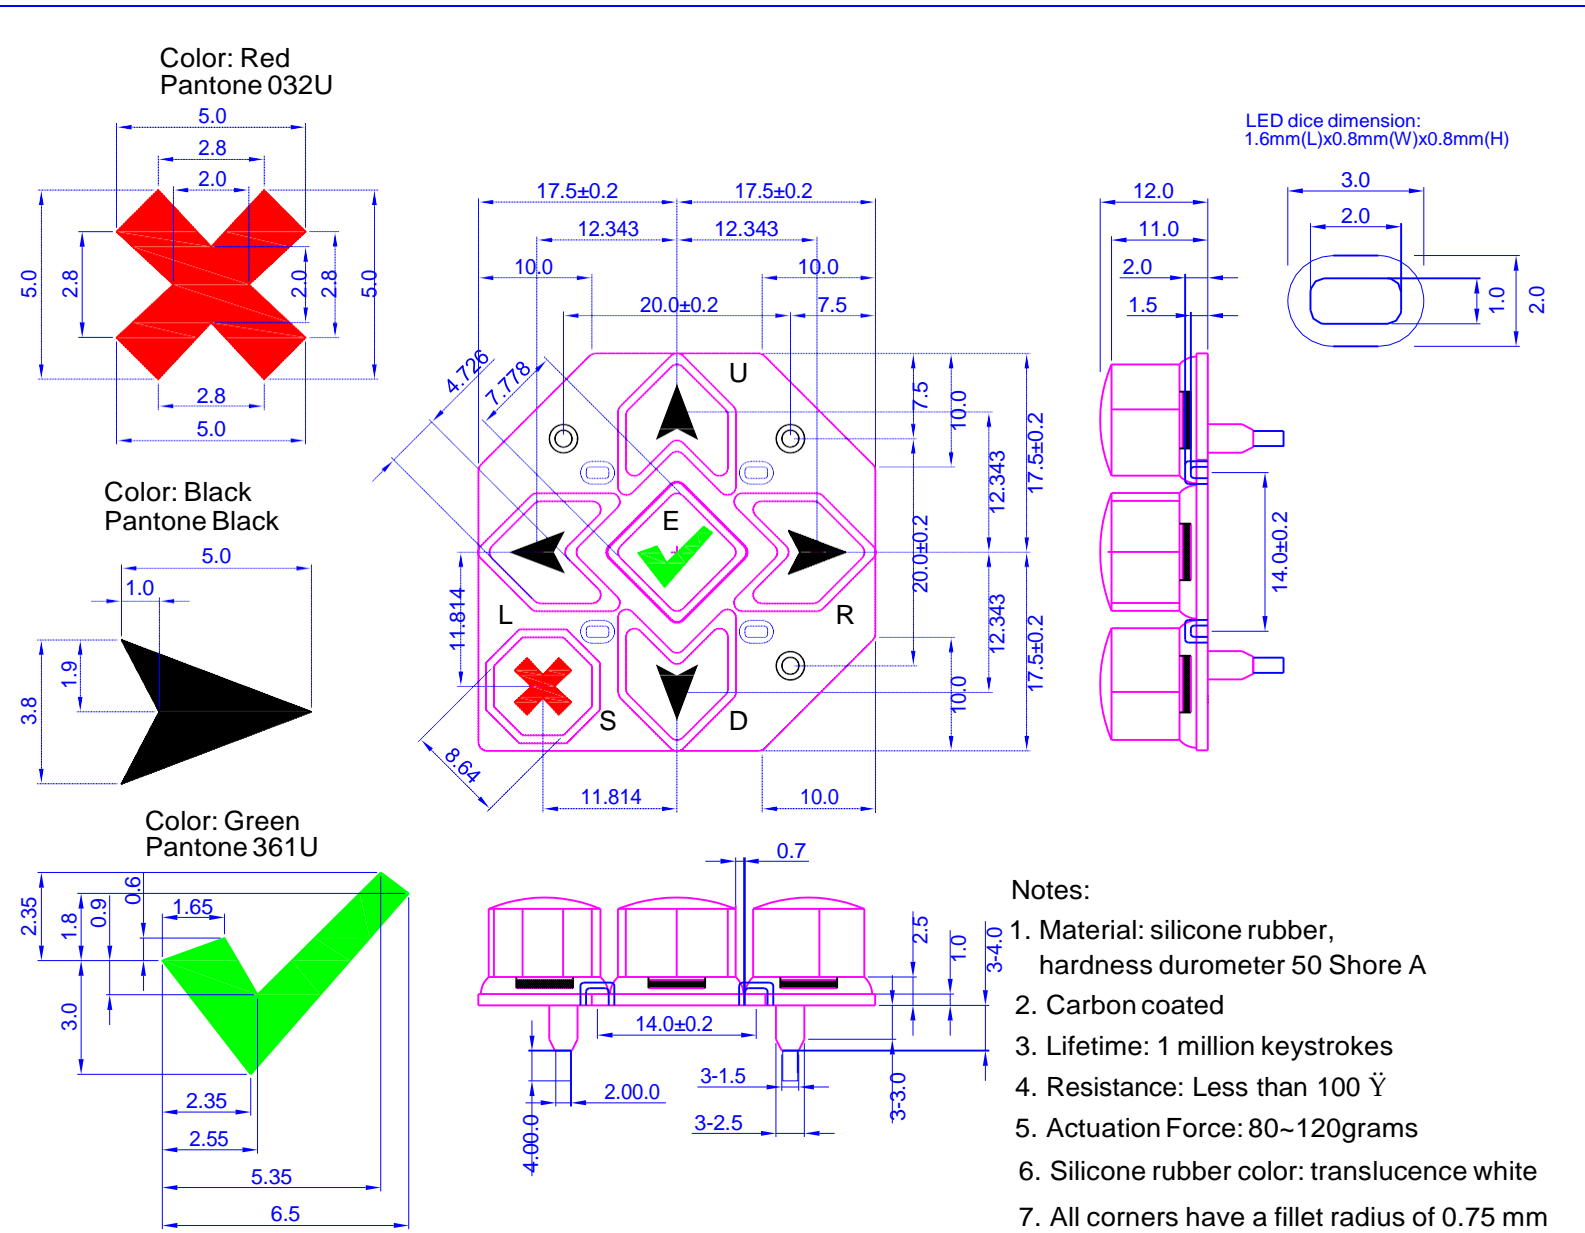 Color: Red
Pantone 032U
5.0
2.8
2.0
5.0
2.8
2.0
2.8
5.0
2.8
5.0
Color: Black
Pantone Black
5.0
1.0
1.9
3.8
Color: Green
Pantone 361U
2.35
1.8
0.9
0.6
1.65
3.0
2.35
2.55
5.35
6.5
17.5±0.2
17.5±0.2
12.343
12.343
10.0
10.0
20.0±0.2
7.5
4.726
7.778
U
E
L
R
S
D
7.5
10.0
12.343
17.5±0.2
20.0±0.2
12.343
17.5±0.2
10.0
11.814
8.64
11.814
10.0
12.0
11.0
2.0
1.5
14.0±0.2
LED dice dimension:
1.6mm(L)x0.8mm(W)x0.8mm(H)
3.0
2.0
1.0
2.0
0.7
2.5
1.0
3-4.0
14.0±0.2
3-1.5
2.00.0
3-2.5
4.00.0
3-3.0
Notes:
1. Material: silicone rubber,
hardness durometer 50 Shore A
2. Carbon coated
3. Lifetime: 1 million keystrokes
4. Resistance: Less than 100 Ÿ
5. Actuation Force: 80~120grams
6. Silicone rubber color: translucence white
7. All corners have a fillet radius of 0.75 mm